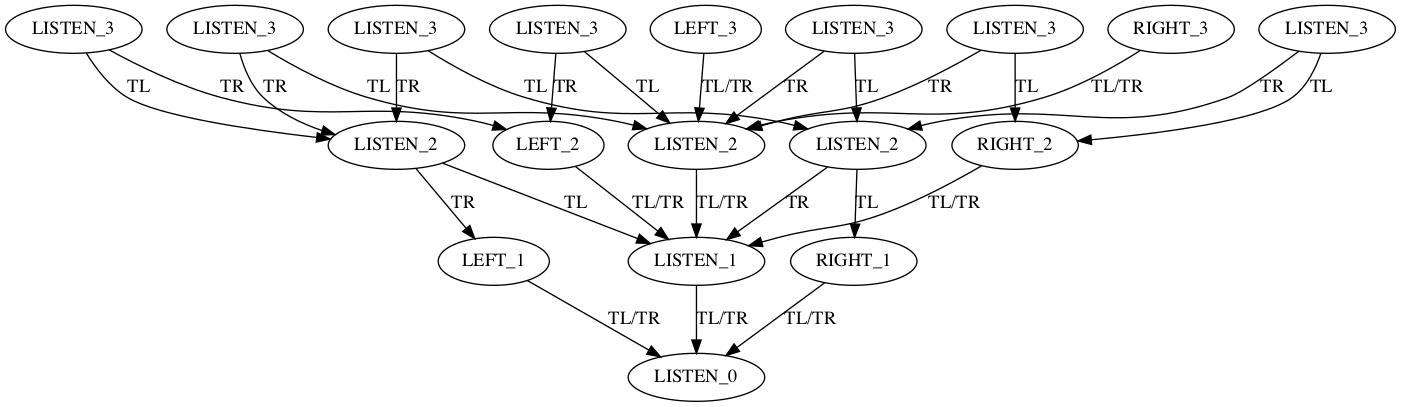 LISTEN_3 LISTEN_3 LISTEN_3 LISTEN_3 LEFT_3 LISTEN_3 LISTEN_3 RIGHT_3 LISTEN_3
TL TR TR TL TR TL TR TL TL/TR TR TL TR TL TL/TR TR TL
LISTEN_2 LEFT_2 LISTEN_2 LISTEN_2 RIGHT_2
TR TL TL/TR TL/TR TR TL TL/TR
LEFT_1 LISTEN_1 RIGHT_1
TL/TR TL/TR TL/TR
LISTEN_0